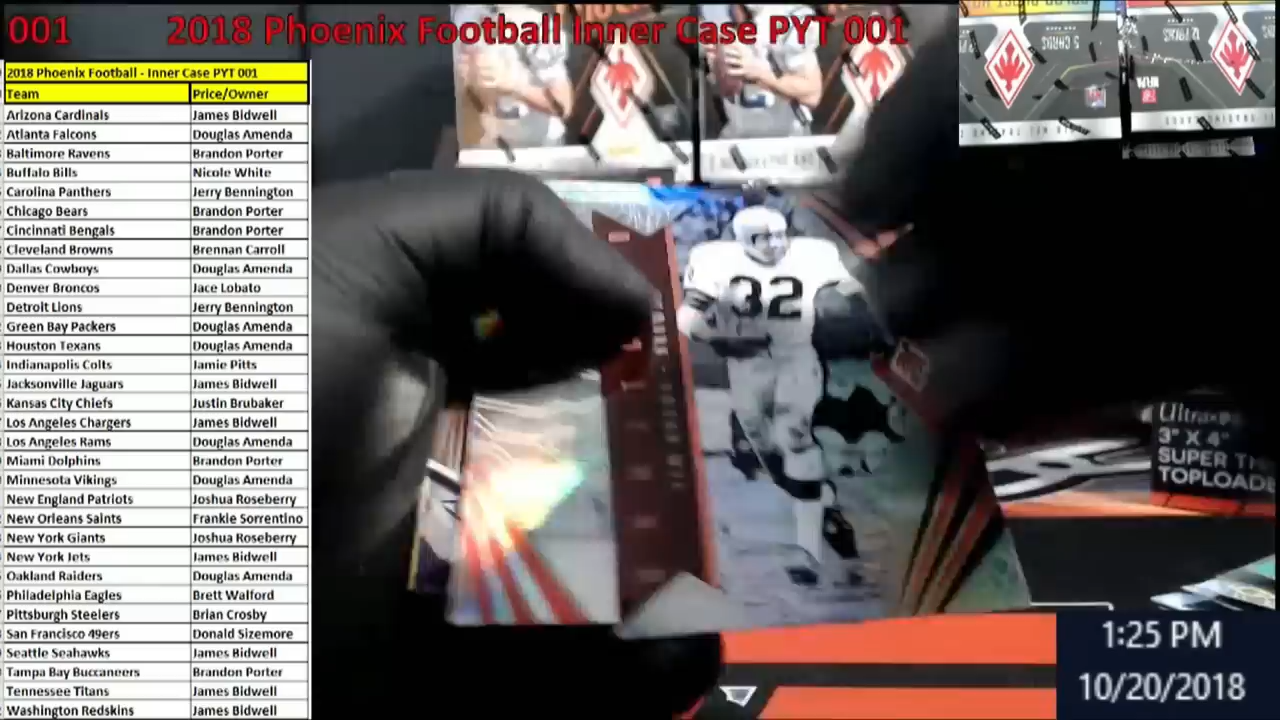 001 2018 Phoenix Football Inner Case PYT 001
2018 Phoenix Football - Inner Case PYT 001
Team Price/Owner
Arizona Cardinals James Bidwell
Atlanta Falcons Douglas Amenda
Baltimore Ravens Brandon Porter
Buffalo Bills Nicole White
Carolina Panthers Jerry Bennington
Chicago Bears Brandon Porter
Cincinnati Bengals Brandon Porter
Cleveland Browns Brennan Carroll
Dallas Cowboys Douglas Amenda
Denver Broncos Jace Lobato
Detroit Lions Jerry Bennington
Green Bay Packers Douglas Amenda
Houston Texans Douglas Amenda
Indianapolis Colts Jamie Pitts
Jacksonville Jaguars James Bidwell
Kansas City Chiefs Justin Brubaker
Los Angeles Chargers James Bidwell
Los Angeles Rams Douglas Amenda
Miami Dolphins Brandon Porter
Minnesota Vikings Douglas Amenda
New England Patriots Joshua Roseberry
New Orleans Saints Frankie Sorrentino
New York Giants Joshua Roseberry
New York Jets James Bidwell
Oakland Raiders Douglas Amenda
Philadelphia Eagles Brett Walford
Pittsburgh Steelers Brian Crosby
San Francisco 49ers Donald Sizemore
Seattle Seahawks James Bidwell
Tampa Bay Buccaneers Brandon Porter
Tennessee Titans James Bidwell
Washington Redskins James Bidwell
5 CARDS
32
3" X 4"
SUPER
TOPLOADE
1:25 PM
10/20/2018